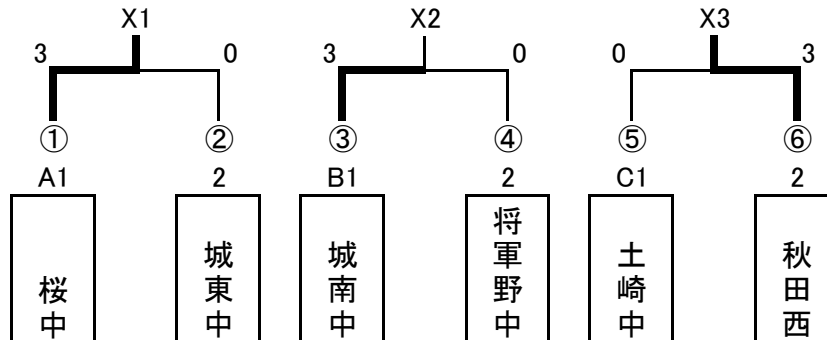 X1 X2 X3
3 0 3 0 0 3
① ② ③ ④ ⑤ ⑥
A1 2 B1 2 C1 2
桜中
城東中
城南中
将軍野中
土崎中
秋田西